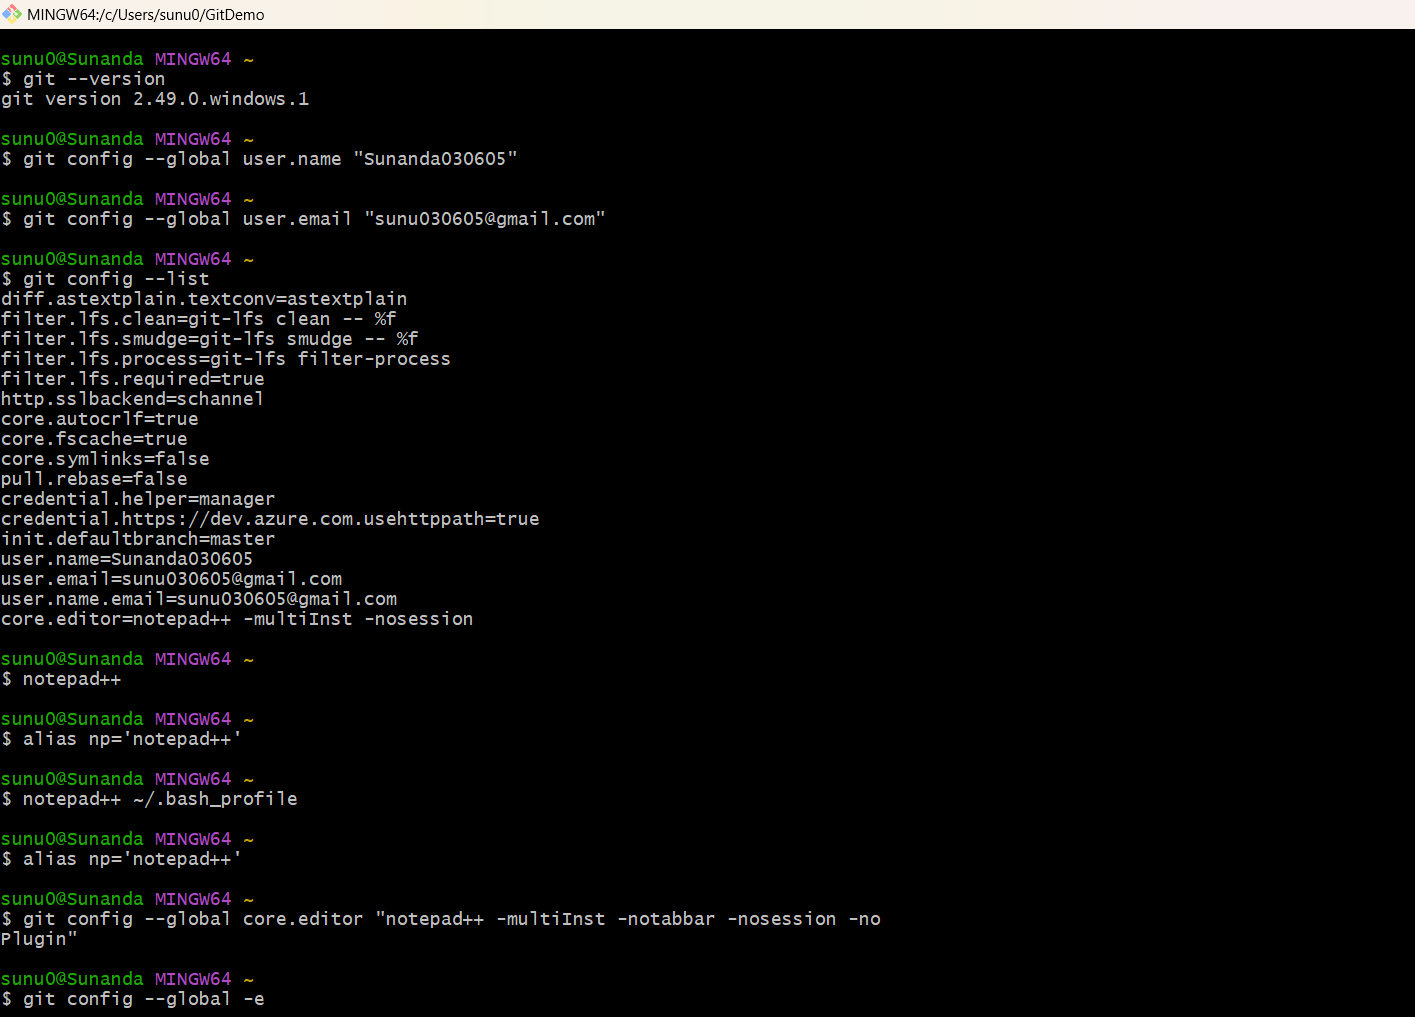 MINGW64:/c/Users/sunu0/GitDemo
sunu0@Sunanda MINGW64 ~
$ git --version
git version 2.49.0.windows.1
sunu0@Sunanda MINGW64 ~
$ git config --global user.name "Sunanda030605"
sunu0@Sunanda MINGW64 ~
$ git config --global user.email "sunu030605@gmail.com"
sunu0@Sunanda MINGW64 ~
$ git config --list
diff.astextplain.textconv=astextplain
filter.lfs.clean=git-lfs clean -- %f
filter.lfs.smudge=git-lfs smudge -- %f
filter.lfs.process=git-lfs filter-process
filter.lfs.required=true
http.sslbackend=schannel
core.autocrlf=true
core.fscache=true
core.symlinks=false
pull.rebase=false
credential.helper=manager
credential.https://dev.azure.com.usehttppath=true
init.defaultbranch=master
user.name=Sunanda030605
user.email=sunu030605@gmail.com
user.name.email=sunu030605@gmail.com
core.editor=notepad++ -multiInst -nosession
sunu0@Sunanda MINGW64 ~
$ notepad++
sunu0@Sunanda MINGW64 ~
$ alias np='notepad++'
sunu0@Sunanda MINGW64 ~
$ notepad++ ~/.bash_profile
sunu0@Sunanda MINGW64 ~
$ alias np='notepad++'
sunu0@Sunanda MINGW64 ~
$ git config --global core.editor "notepad++ -multiInst -notabbar -nosession -no
Plugin"
sunu0@Sunanda MINGW64 ~
$ git config --global -e